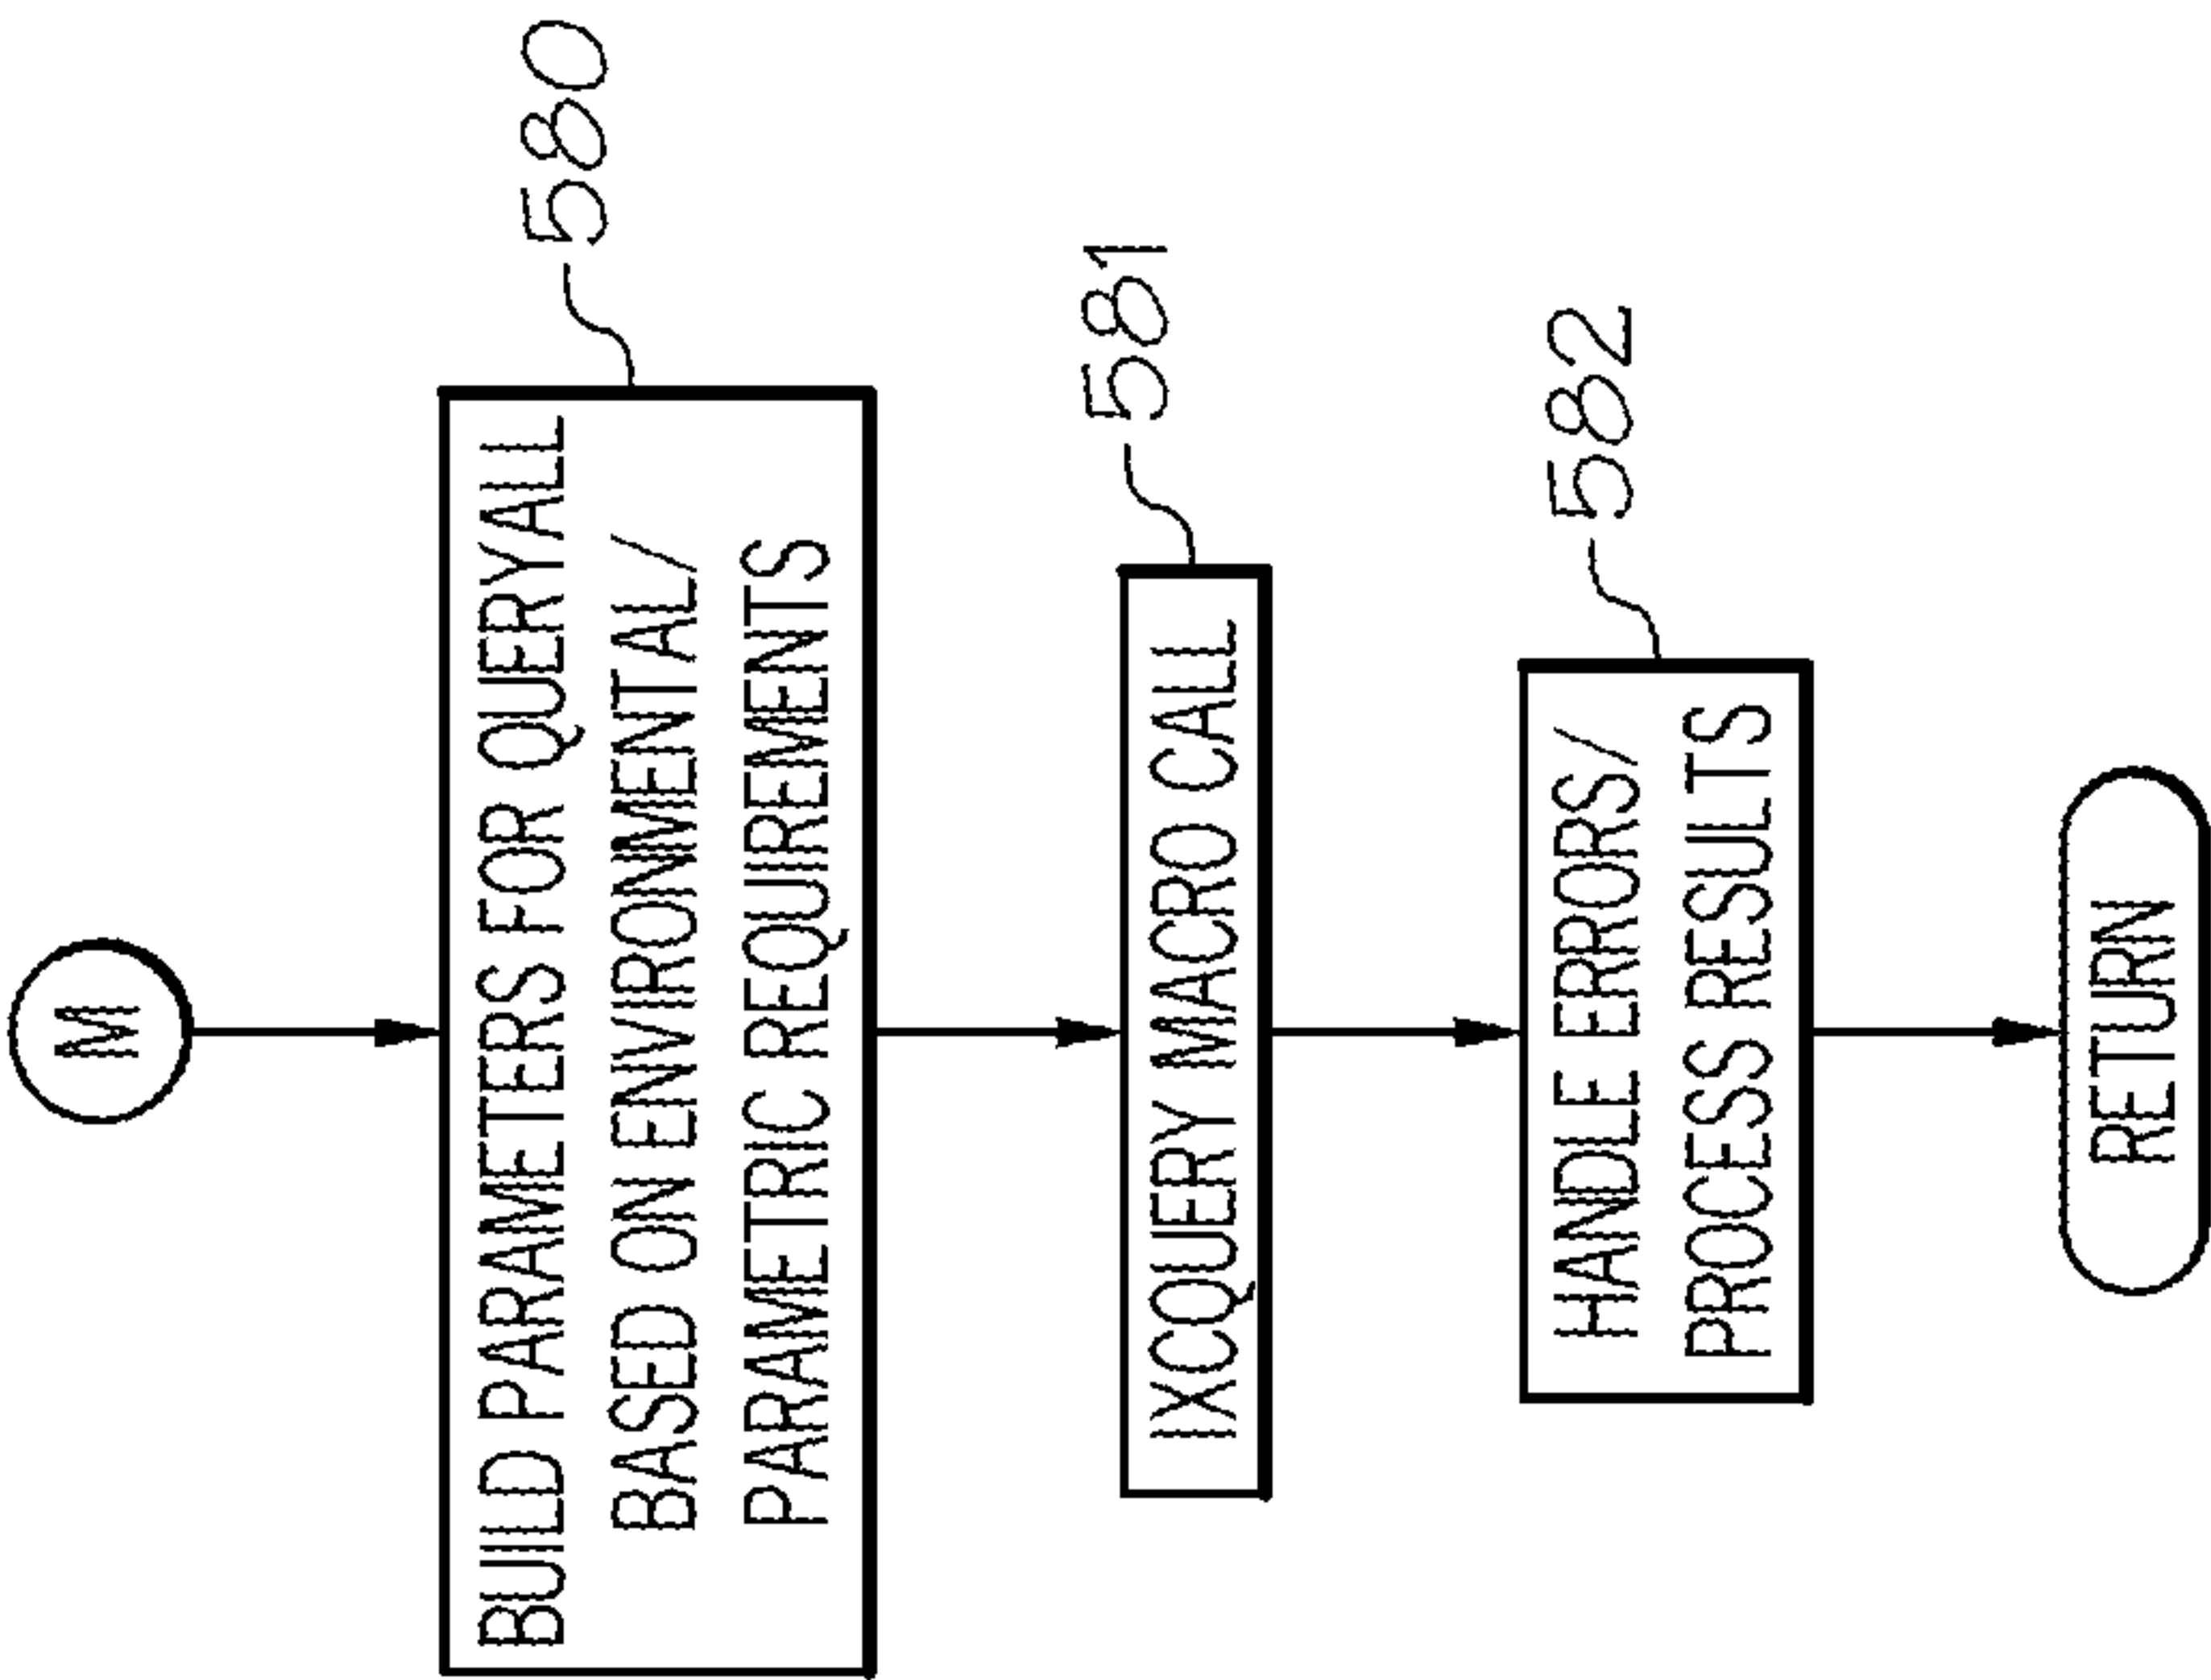 M
BUILD PARAMETERS FOR QUERYALL
BASED ON ENVIRONMENTAL/
PARAMETRIC REQUIREMENTS
580
IXCQUERY MACRO CALL
581
HANDLE ERRORS/
PROCESS RESULTS
582
RETURN